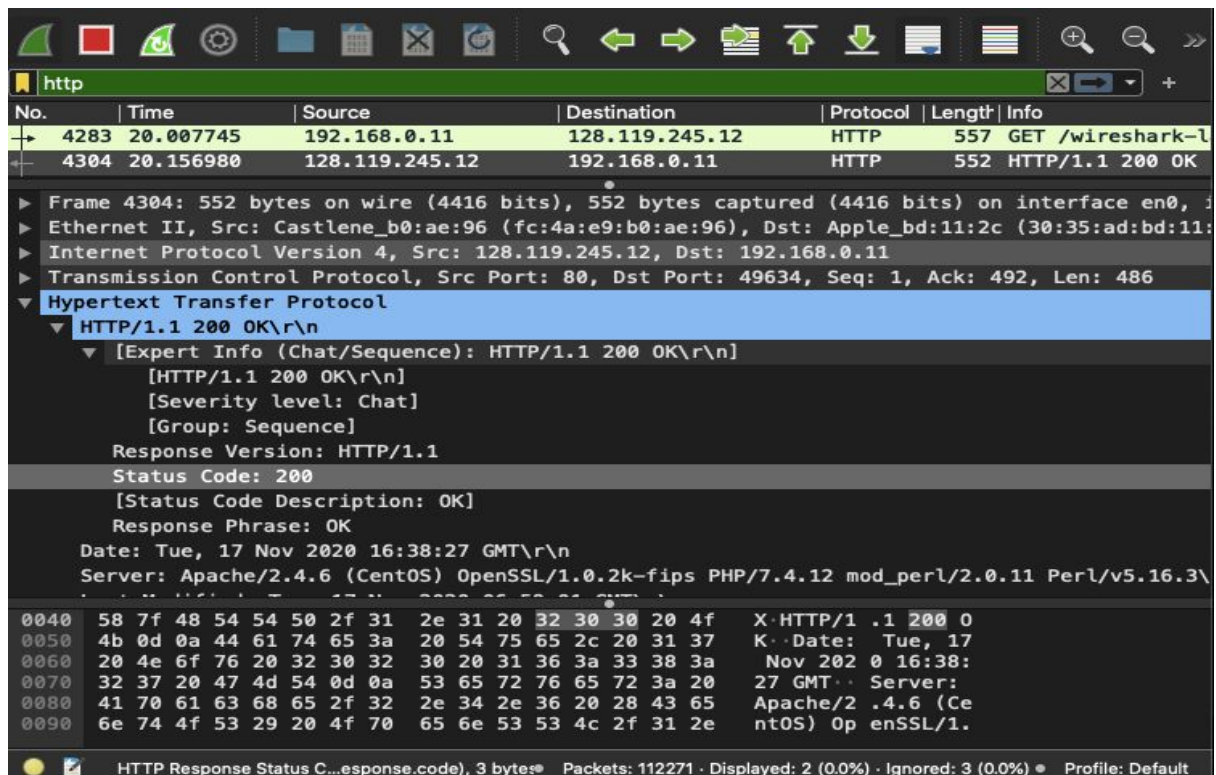 http
No. Time Source Destination Protocol Length Info
4283 20.007745 192.168.0.11 128.119.245.12 HTTP 557 GET /wireshark-l
4304 20.156980 128.119.245.12 192.168.0.11 HTTP 552 HTTP/1.1 200 OK
Frame 4304: 552 bytes on wire (4416 bits), 552 bytes captured (4416 bits) on interface en0, i
Ethernet II, Src: Castlene_b0:ae:96 (fc:4a:e9:b0:ae:96), Dst: Apple_bd:11:2c (30:35:ad:bd:11:
Internet Protocol Version 4, Src: 128.119.245.12, Dst: 192.168.0.11
Transmission Control Protocol, Src Port: 80, Dst Port: 49634, Seq: 1, Ack: 492, Len: 486
Hypertext Transfer Protocol
HTTP/1.1 200 OK\r\n
[Expert Info (Chat/Sequence): HTTP/1.1 200 OK\r\n]
[HTTP/1.1 200 OK\r\n]
[Severity level: Chat]
[Group: Sequence]
Response Version: HTTP/1.1
Status Code: 200
[Status Code Description: OK]
Response Phrase: OK
Date: Tue, 17 Nov 2020 16:38:27 GMT\r\n
Server: Apache/2.4.6 (CentOS) OpenSSL/1.0.2k-fips PHP/7.4.12 mod_perl/2.0.11 Perl/v5.16.3\
0040 58 7f 48 54 54 50 2f 31 2e 31 20 32 30 30 20 4f X·HTTP/1 .1 200 O
0050 4b 0d 0a 44 61 74 65 3a 20 54 75 65 2c 20 31 37 K··Date: Tue, 17
0060 20 4e 6f 76 20 32 30 32 30 20 31 36 3a 33 38 3a Nov 202 0 16:38:
0070 32 37 20 47 4d 54 0d 0a 53 65 72 76 65 72 3a 20 27 GMT·· Server:
0080 41 70 61 63 68 65 2f 32 2e 34 2e 36 20 28 43 65 Apache/2 .4.6 (Ce
0090 6e 74 4f 53 29 20 4f 70 65 6e 53 53 4c 2f 31 2e ntOS) Op enSSL/1.
HTTP Response Status C...esponse.code), 3 bytes Packets: 112271 · Displayed: 2 (0.0%) · Ignored: 3 (0.0%) Profile: Default